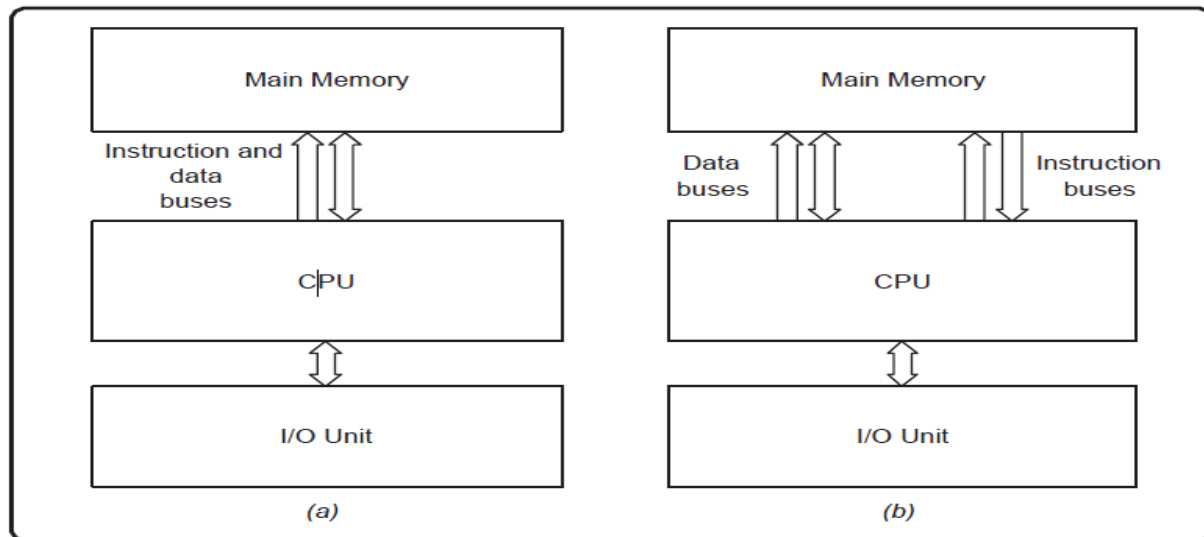 Main Memory
Instruction and
data
buses
CPU
I/O Unit
(a)
Main Memory
Data
buses
Instruction
buses
CPU
I/O Unit
(b)